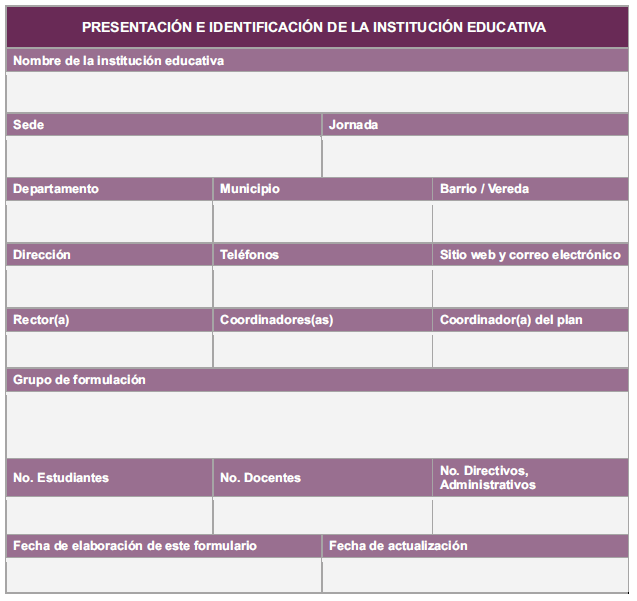 PRESENTACIÓN E IDENTIFICACIÓN DE LA INSTITUCIÓN EDUCATIVA
Nombre de la institución educativa
Sede
Jornada
Departamento
Municipio
Barrio / Vereda
Dirección
Teléfonos
Sitio web y correo electrónico
Rector(a)
Coordinadores(as)
Coordinador(a) del plan
Grupo de formulación
No. Estudiantes
No. Docentes
No. Directivos,
Administrativos
Fecha de elaboración de este formulario
Fecha de actualización